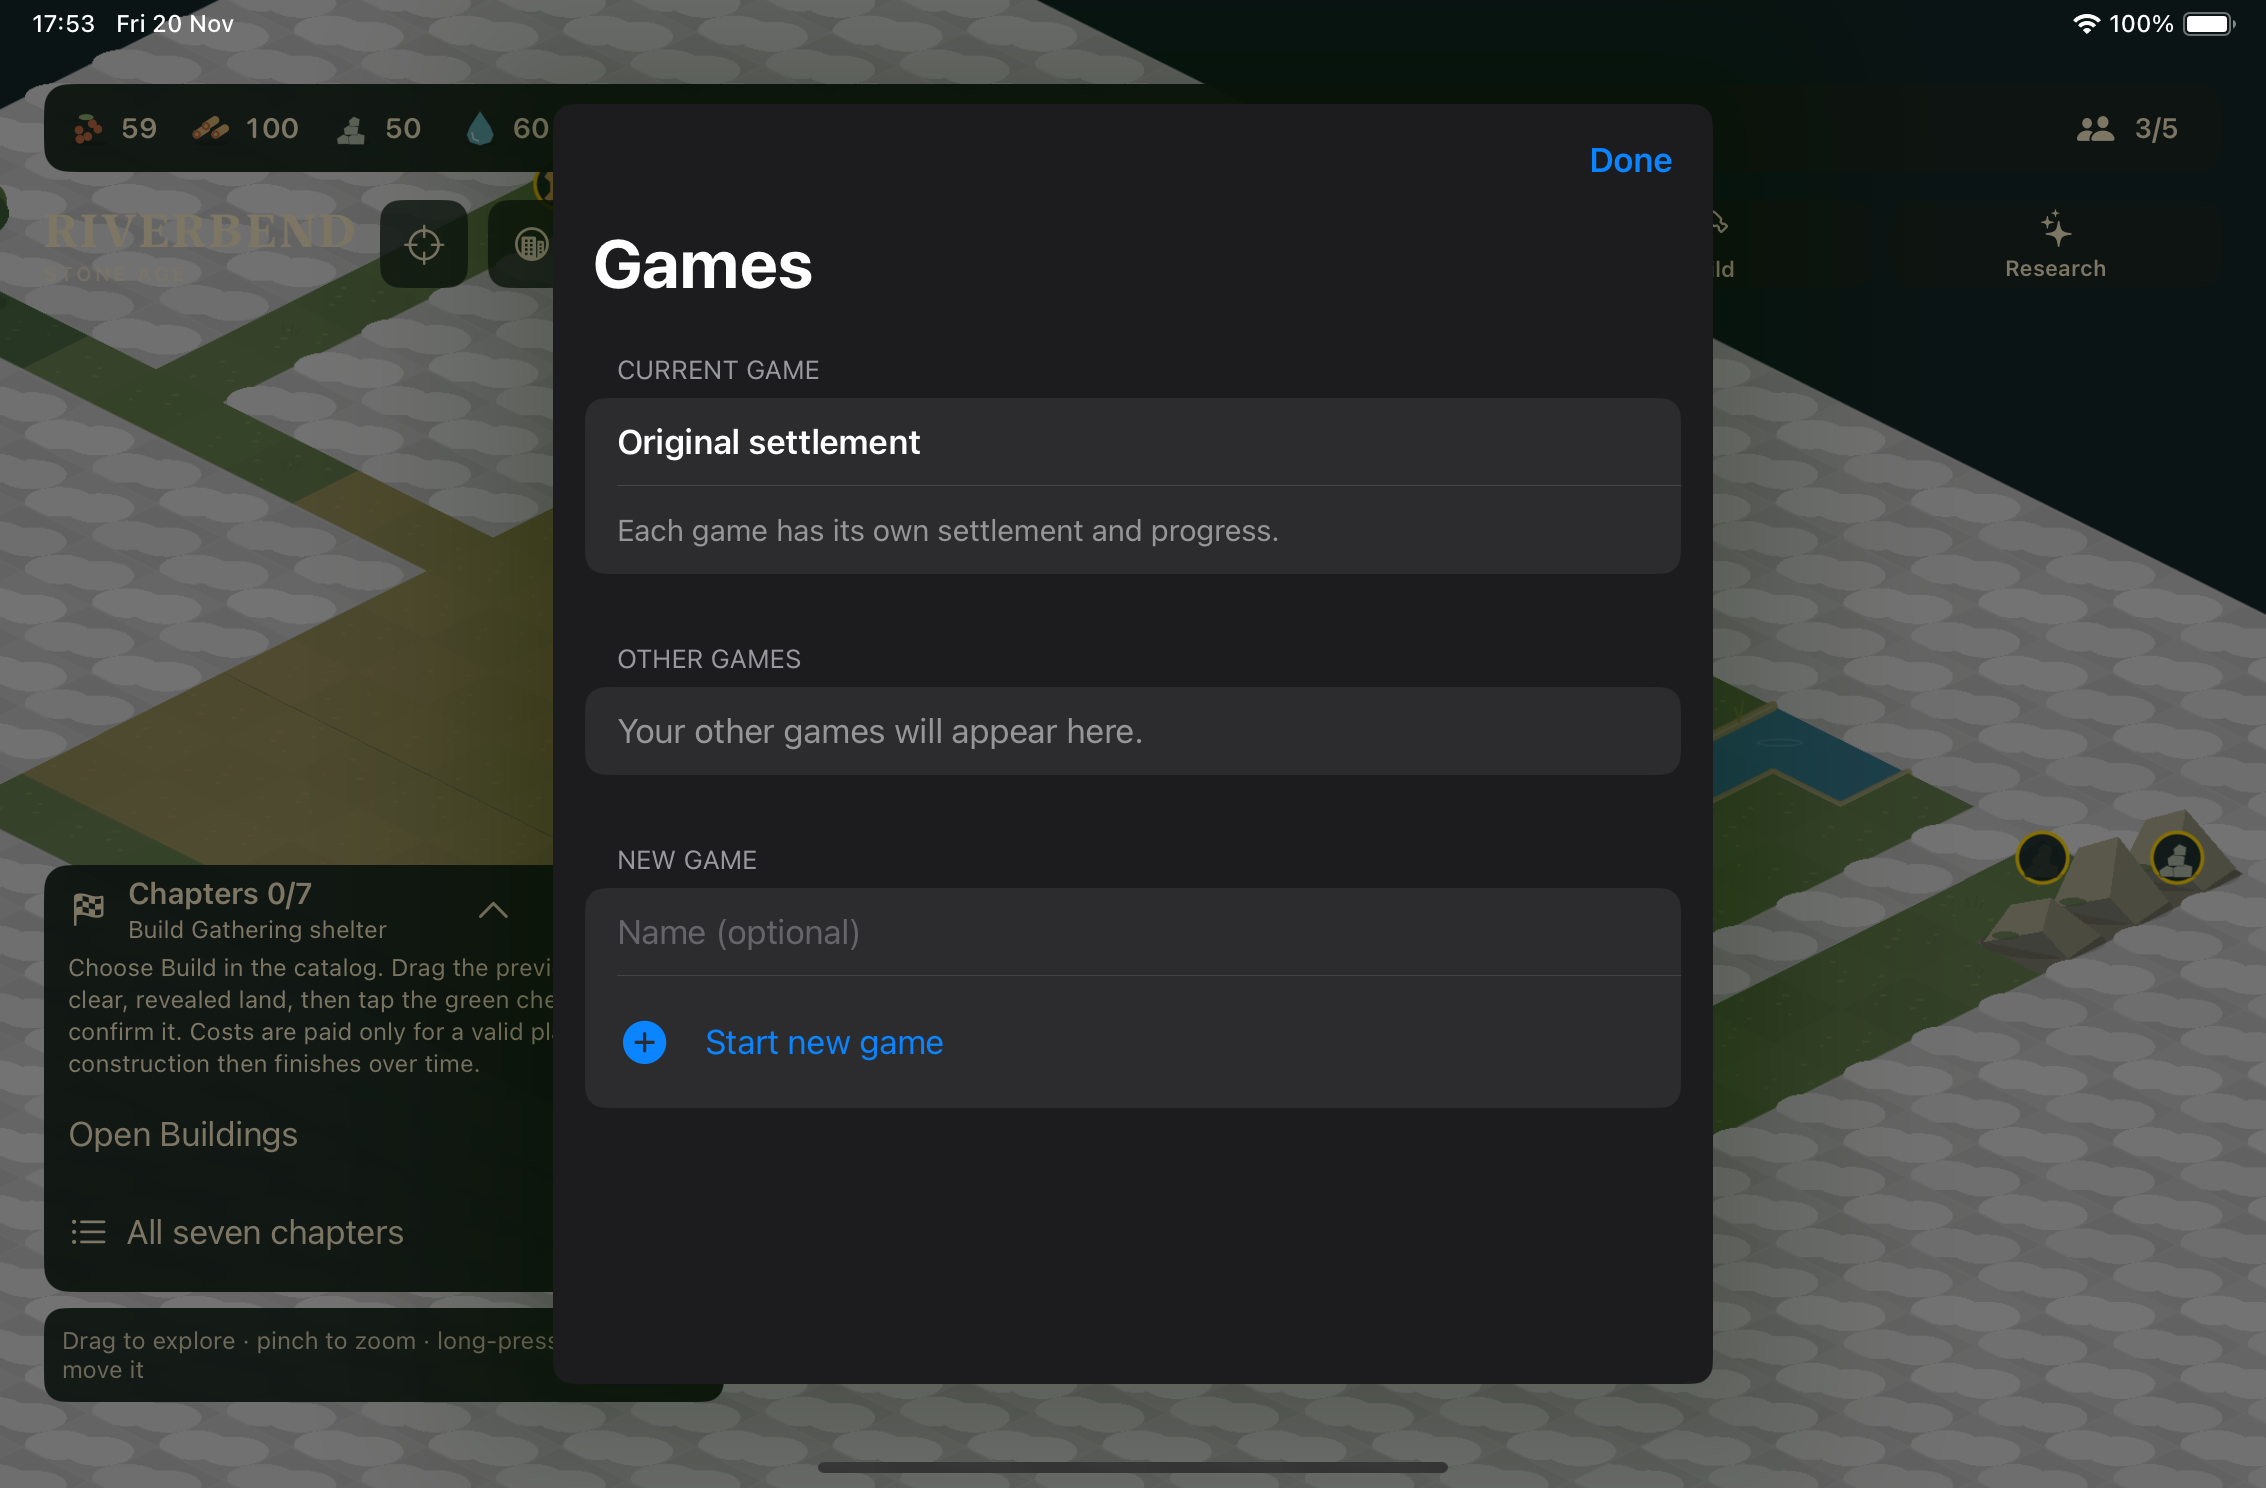 17:53 Fri 20 Nov
100%
59 100 50 60
3/5
Done
RIVERBEND
STONE AGE
Research
Games
CURRENT GAME
Original settlement
Each game has its own settlement and progress.
OTHER GAMES
Your other games will appear here.
NEW GAME
Name (optional)
Start new game
Chapters 0/7
Build Gathering shelter
Choose Build in the catalog. Drag the
clear, revealed land, then tap the green
confirm it. Costs are paid only for a valid
construction then finishes over time.
Open Buildings
All seven chapters
Drag to explore · pinch to zoom · long-press
move it